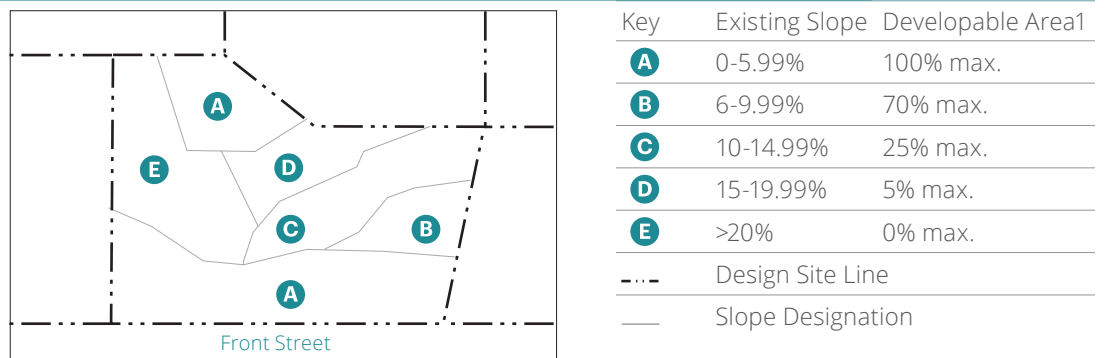 A
E
D
C
B
A
Front Street
Key Existing Slope Developable Area1
A 0-5.99% 100% max.
B 6-9.99% 70% max.
C 10-14.99% 25% max.
D 15-19.99% 5% max.
E >20% 0% max.
Design Site Line
Slope Designation